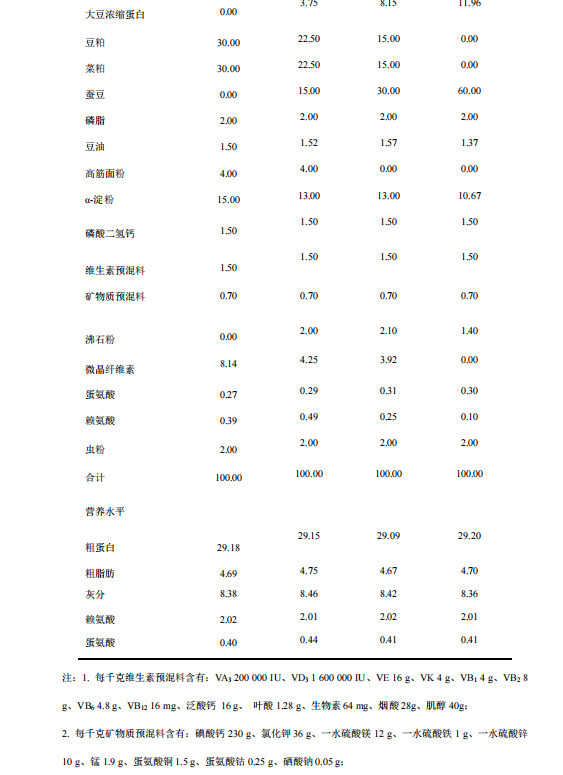 大豆浓缩蛋白 0.00 3.75 8.15 11.96
豆粕 30.00 22.50 15.00 0.00
菜粕 30.00 22.50 15.00 0.00
蚕豆 0.00 15.00 30.00 60.00
磷脂 2.00 2.00 2.00 2.00
豆油 1.50 1.52 1.57 1.37
高筋面粉 4.00 4.00 0.00 0.00
α-淀粉 15.00 13.00 13.00 10.67
磷酸二氢钙 1.50 1.50 1.50 1.50
维生素预混料 1.50 1.50 1.50 1.50
矿物质预混料 0.70 0.70 0.70 0.70
沸石粉 0.00 2.00 2.10 1.40
微晶纤维素 8.14 4.25 3.92 0.00
蛋氨酸 0.27 0.29 0.31 0.30
赖氨酸 0.39 0.49 0.25 0.10
虫粉 2.00 2.00 2.00 2.00
合计 100.00 100.00 100.00 100.00
营养水平
粗蛋白 29.18 29.15 29.09 29.20
粗脂肪 4.69 4.75 4.67 4.70
灰分 8.38 8.46 8.42 8.36
赖氨酸 2.02 2.01 2.02 2.01
蛋氨酸 0.40 0.44 0.41 0.41
注：1. 每千克维生素预混料含有：VA₃ 200 000 IU、VD₃ 1 600 000 IU、VE 16 g、VK 4 g、VB₁ 4 g、VB₂ 8
g、VB₆ 4.8 g、VB₁₂ 16 mg、泛酸钙 16 g、 叶酸 1.28 g、生物素 64 mg、烟酸 28g、肌醇 40g；
2. 每千克矿物质预混料含有：碘酸钙 230 g、氯化钾 36 g、一水硫酸镁 12 g、一水硫酸铁 1 g、一水硫酸锌
10 g、锰 1.9 g、蛋氨酸铜 1.5 g、蛋氨酸钴 0.25 g、硒酸钠 0.05 g；